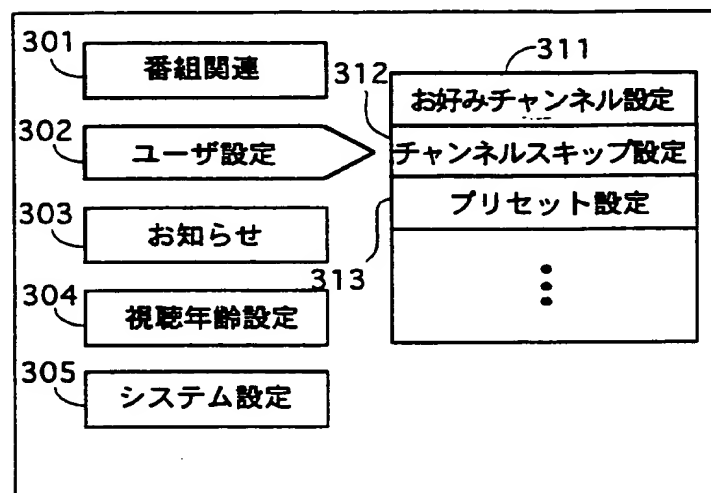 301
番組関連
302
ユーザ設定
303
お知らせ
304
視聴年齢設定
305
システム設定
311
お好みチャンネル設定
312
チャンネルスキップ設定
313
プリセット設定